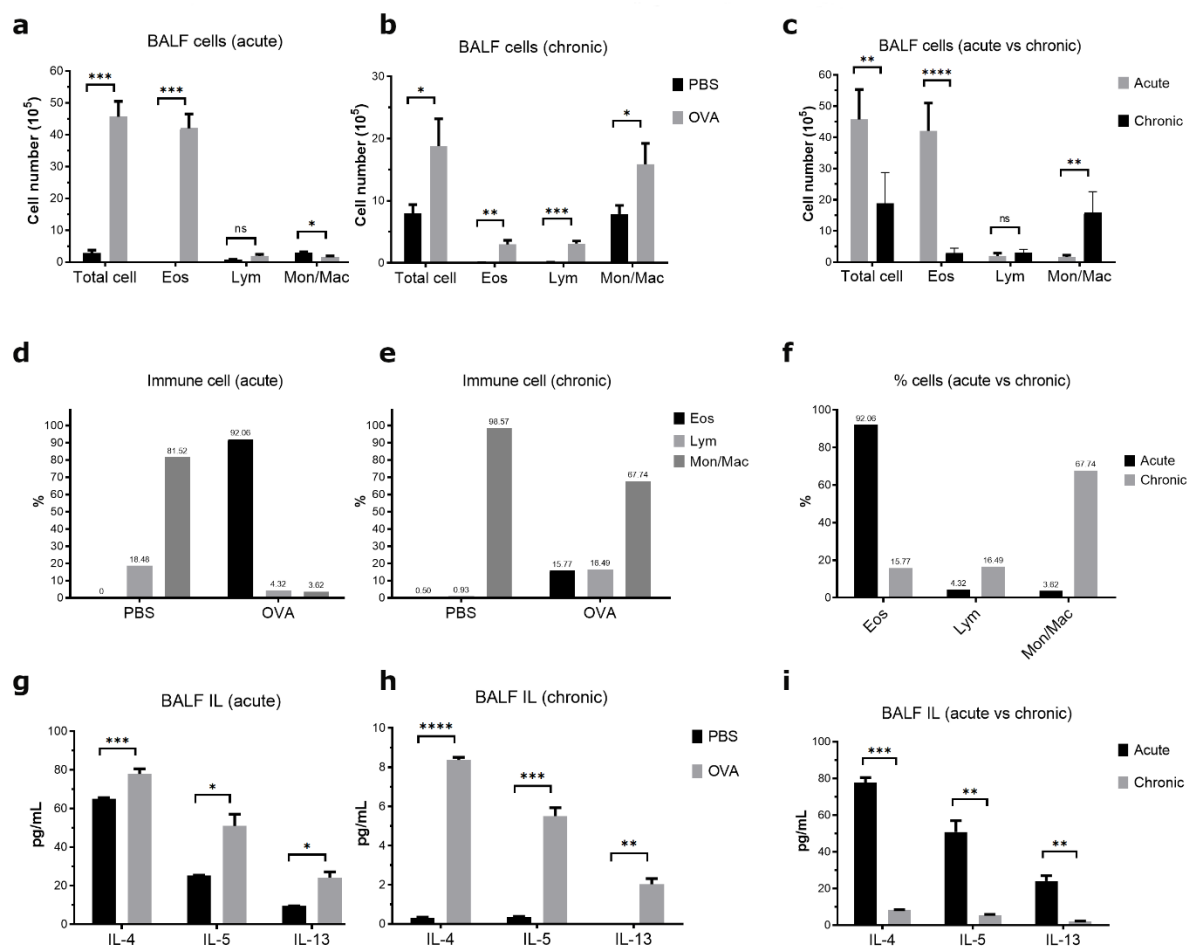 a
BALF cells (acute)
Cell number (10⁵)
60
50
40
30
20
10
0
***
***
ns
*
Total cell Eos Lym Mon/Mac
b
BALF cells (chronic)
Cell number (10⁵)
30
20
10
0
*
**
***
*
Total cell Eos Lym Mon/Mac
PBS
OVA
c
BALF cells (acute vs chronic)
Cell number (10⁵)
60
50
40
30
20
10
0
**
****
ns
**
Total cell Eos Lym Mon/Mac
Acute
Chronic
d
Immune cell (acute)
%
100
90
80
70
60
50
40
30
20
10
0
0 18.48 81.52 92.06 4.32 3.62
PBS OVA
e
Immune cell (chronic)
%
100
90
80
70
60
50
40
30
20
10
0
0.50 0.93 98.57 15.77 16.49 67.74
PBS OVA
Eos
Lym
Mon/Mac
f
% cells (acute vs chronic)
100
80
60
40
20
0
92.06 15.77 4.32 16.49 3.62 67.74
Eos Lym Mon/Mac
Acute
Chronic
g
BALF IL (acute)
pg/mL
100
80
60
40
20
0
***
*
*
IL-4 IL-5 IL-13
h
BALF IL (chronic)
pg/mL
10
8
6
4
2
0
****
***
**
IL-4 IL-5 IL-13
PBS
OVA
i
BALF IL (acute vs chronic)
pg/mL
100
80
60
40
20
0
***
**
**
IL-4 IL-5 IL-13
Acute
Chronic